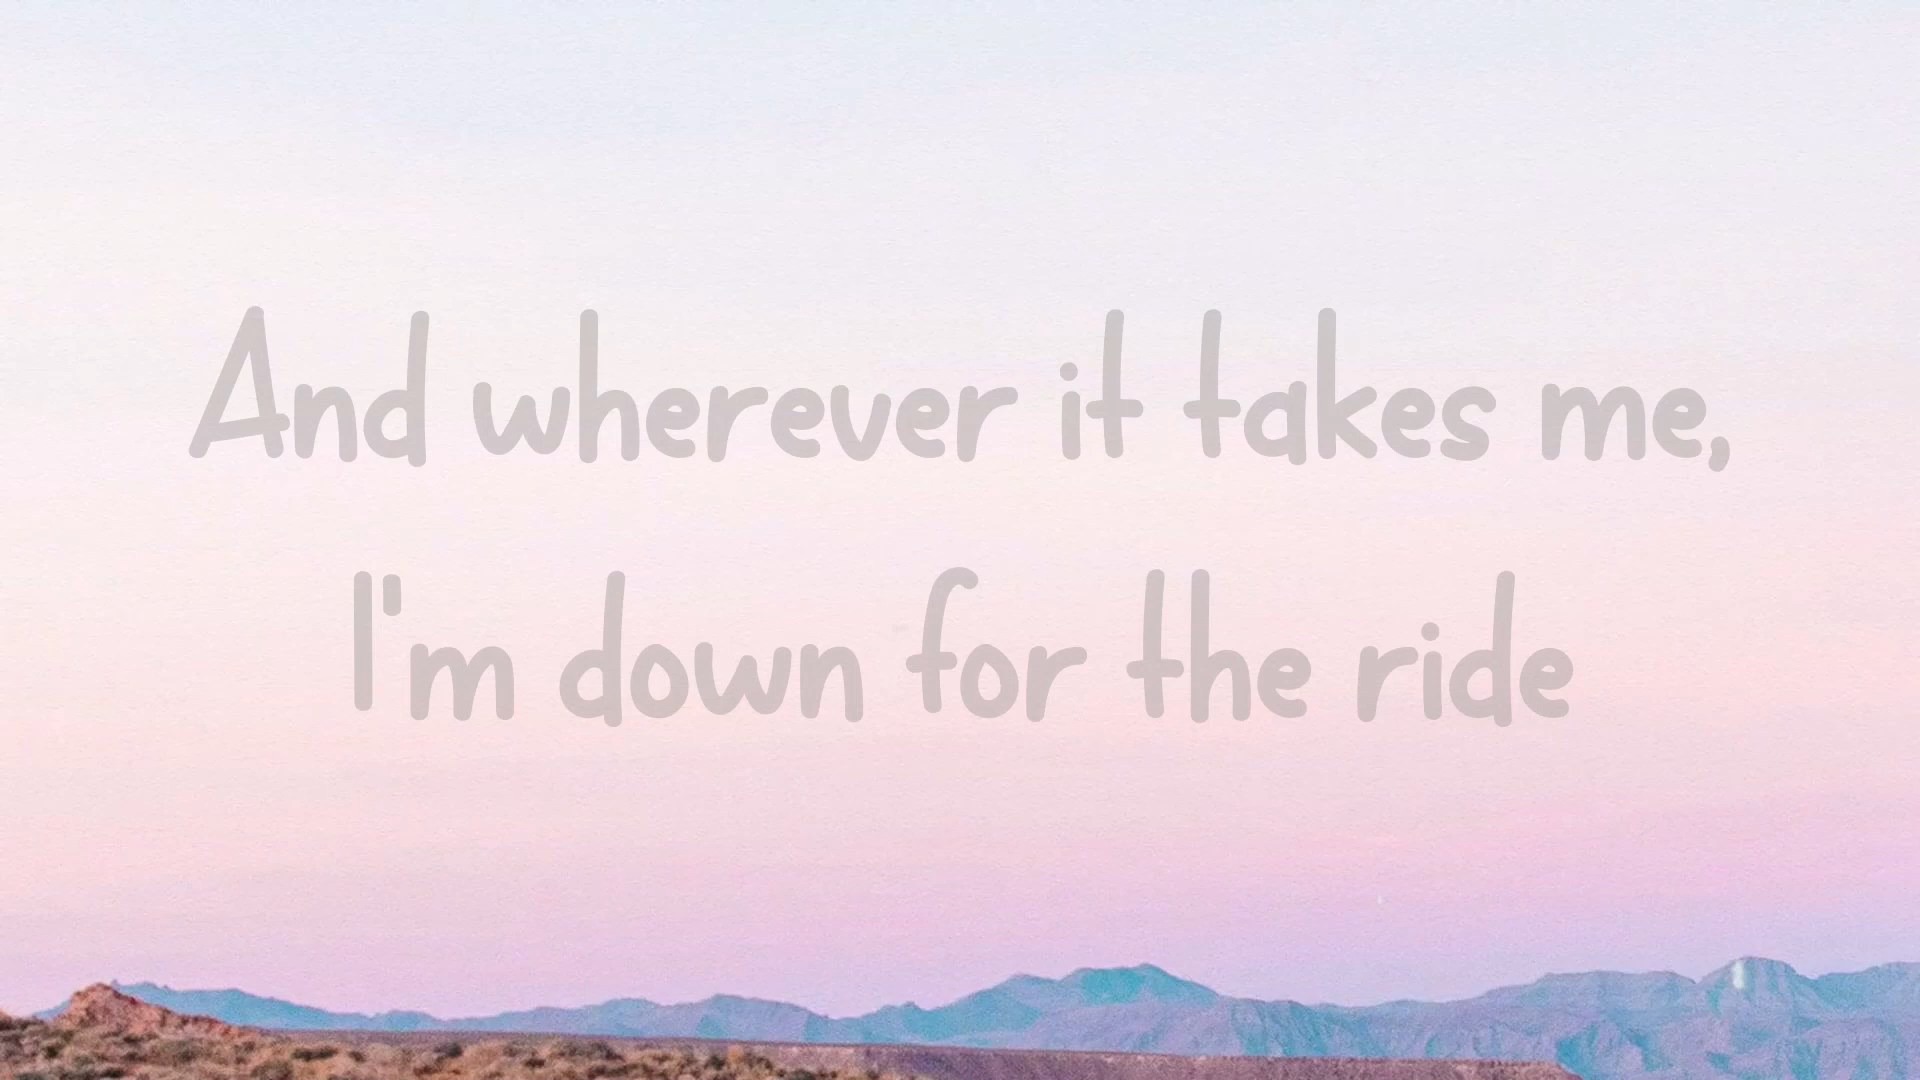 And wherever it takes me,
I'm down for the ride